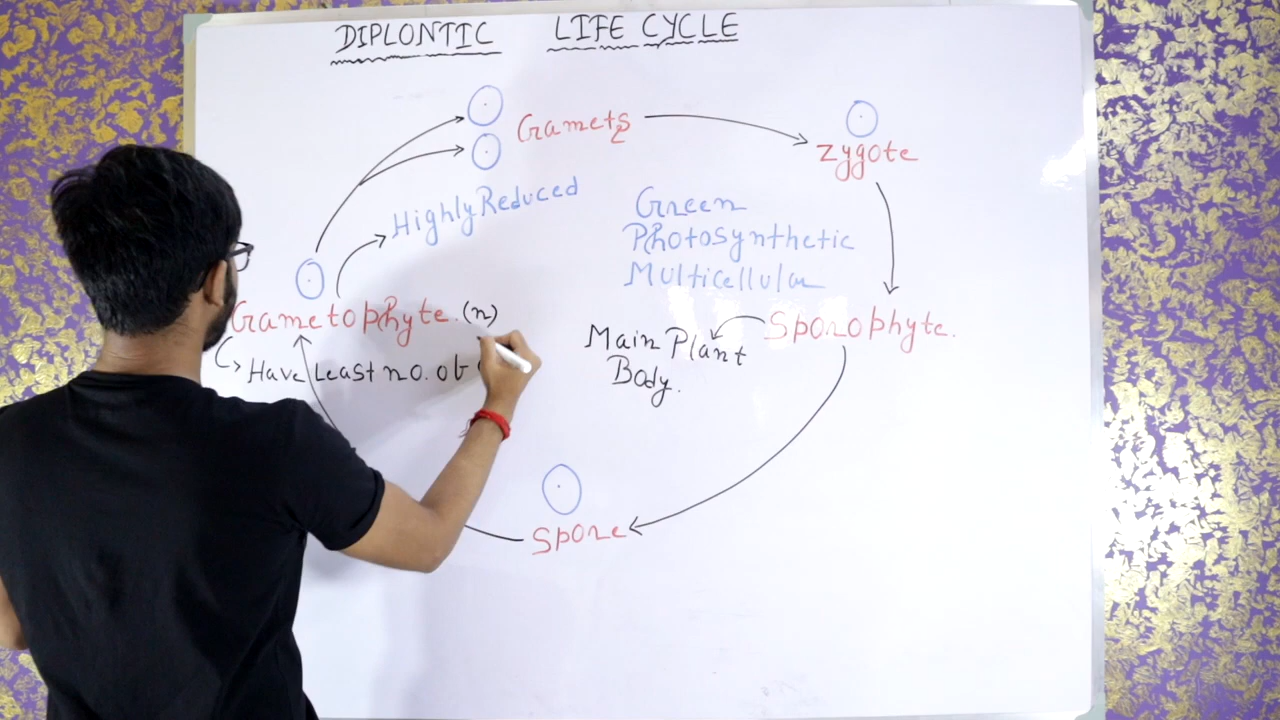 DIPLONTIC LIFE CYCLE
Gamets
Zygote
Highly Reduced
Green
Photosynthetic
Multicellular
Gametophyte. (n)
Have Least no. of
Sporophyte.
Main Plant
Body.
Spore